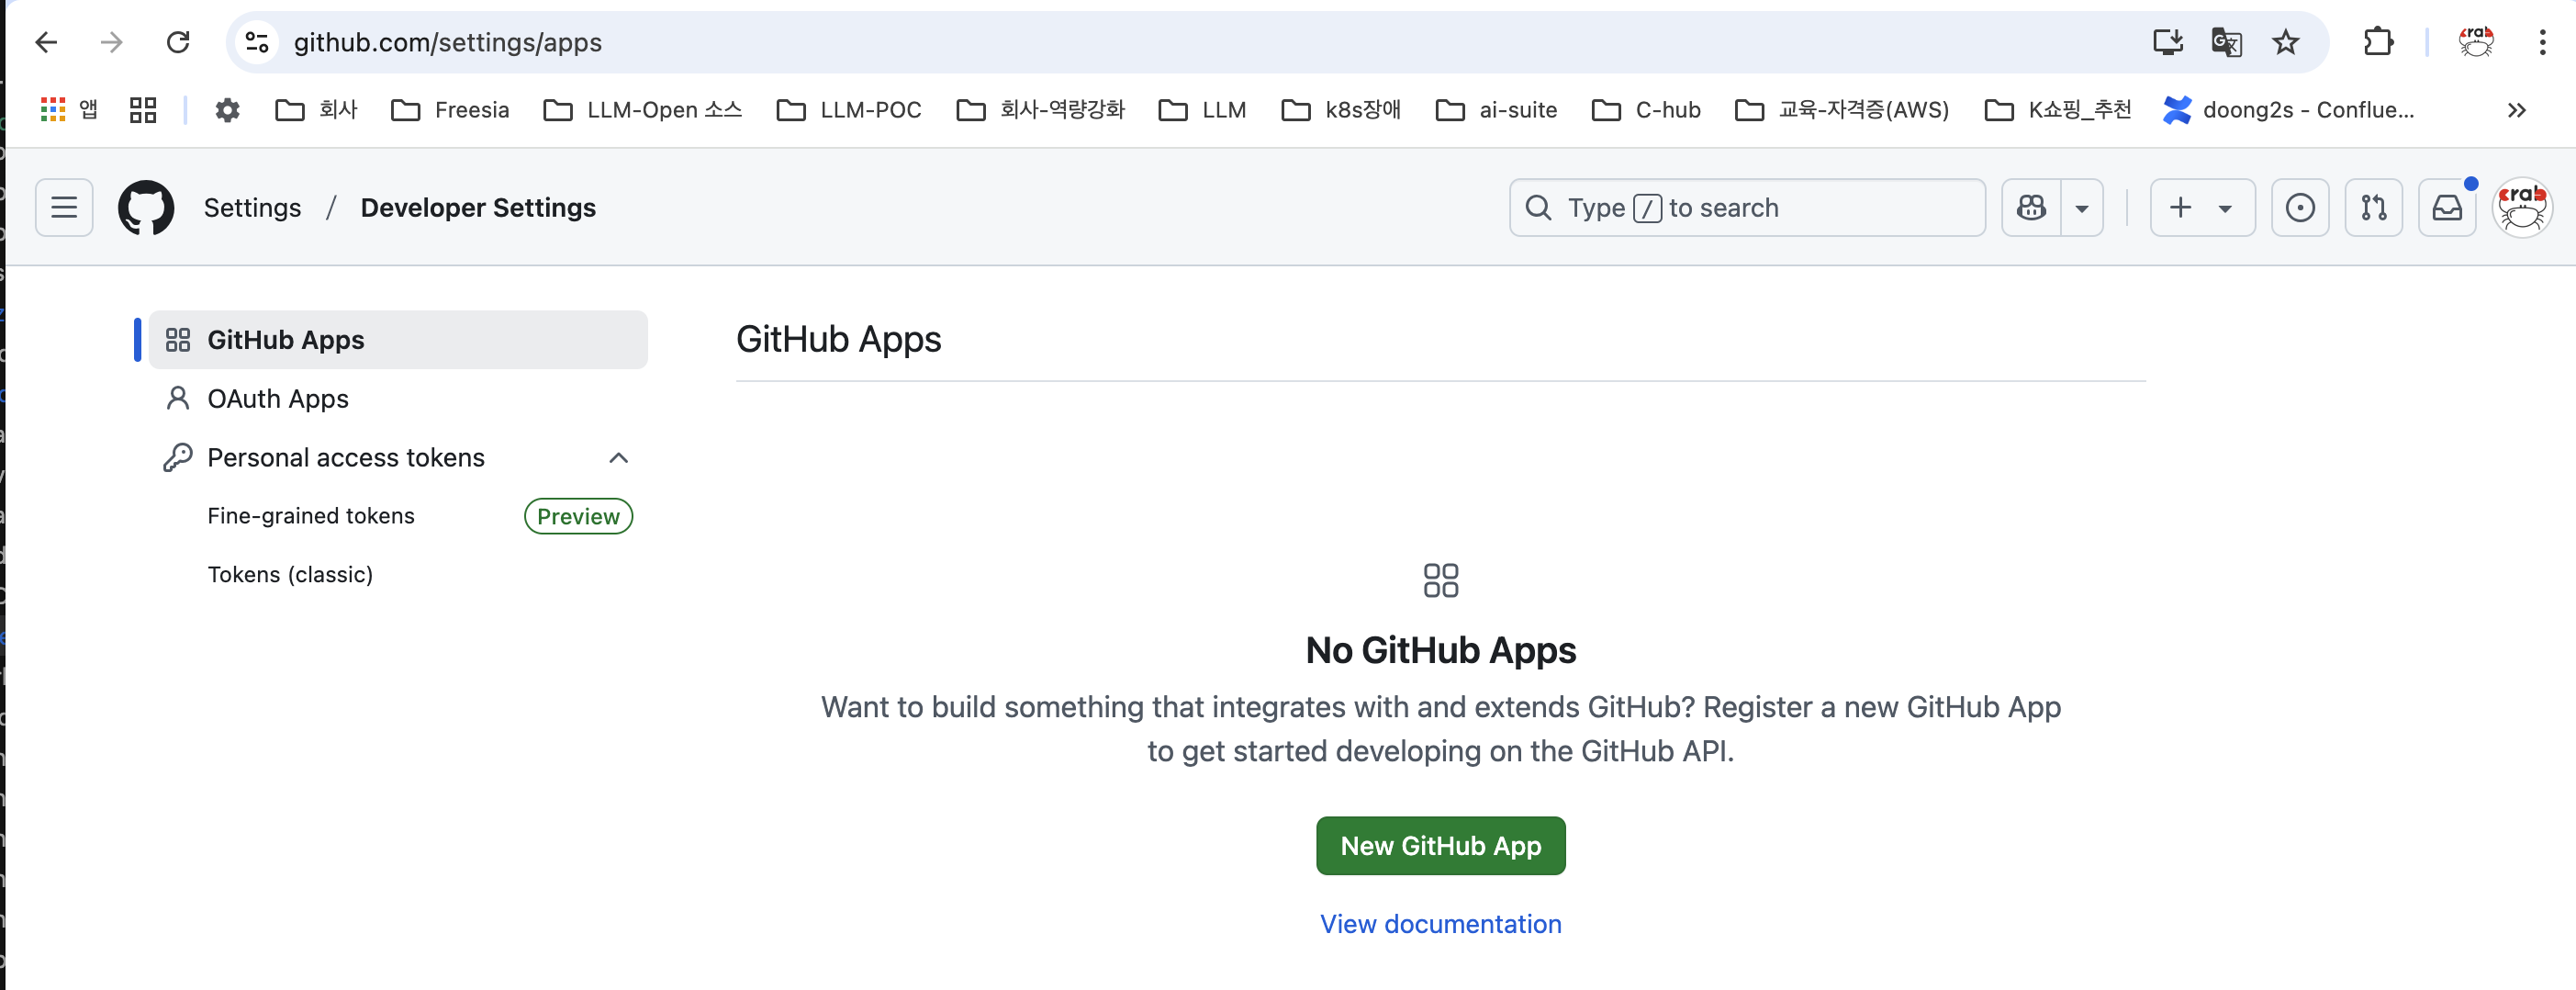 github.com/settings/apps
앱 회사 Freesia LLM-Open 소스 LLM-POC 회사-역량강화 LLM k8s장애 ai-suite C-hub 교육-자격증(AWS) K쇼핑_추천 doong2s - Conflue...
Settings / Developer Settings Type / to search
GitHub Apps
OAuth Apps
Personal access tokens
Fine-grained tokens Preview
Tokens (classic)
GitHub Apps
No GitHub Apps
Want to build something that integrates with and extends GitHub? Register a new GitHub App
to get started developing on the GitHub API.
New GitHub App
View documentation